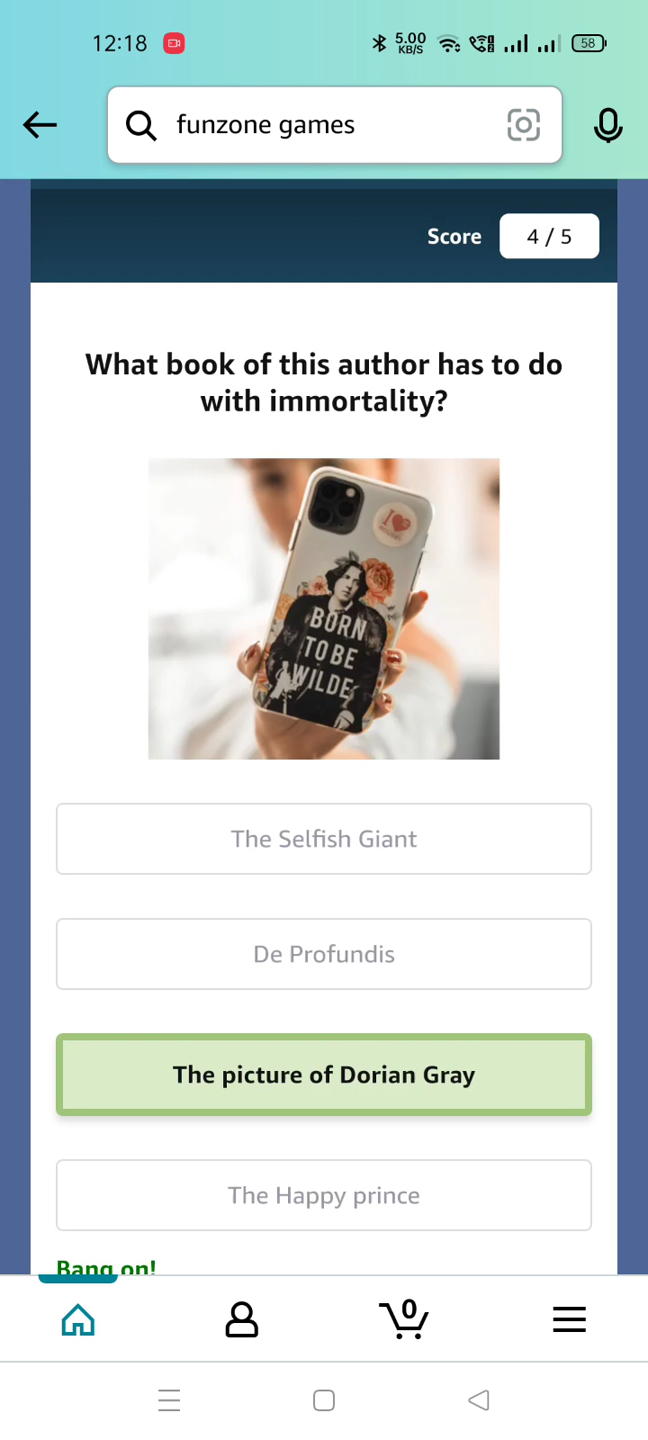 12:18
5.00
KB/S
58
funzone games
Score 4 / 5
What book of this author has to do
with immortality?
I
BORN
TO BE
WILDE
The Selfish Giant
De Profundis
The picture of Dorian Gray
The Happy prince
Bang on!
0